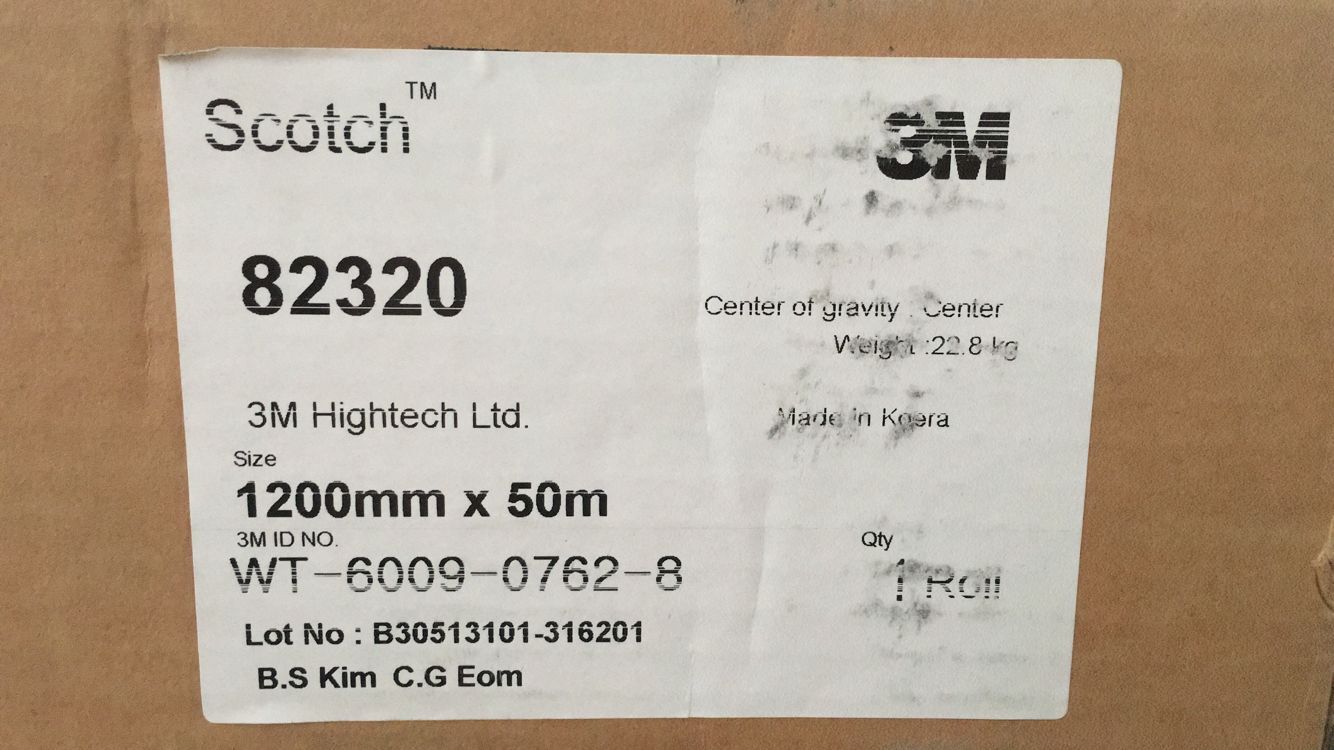 Scotch™
3M
82320
Center of gravity : Center
Weight :22.8 kg
3M Hightech Ltd.
Made in Koera
Size
1200mm x 50m
3M ID NO.
Qty
WT-6009-0762-8
1 Roll
Lot No : B30513101-316201
B.S Kim C.G Eom